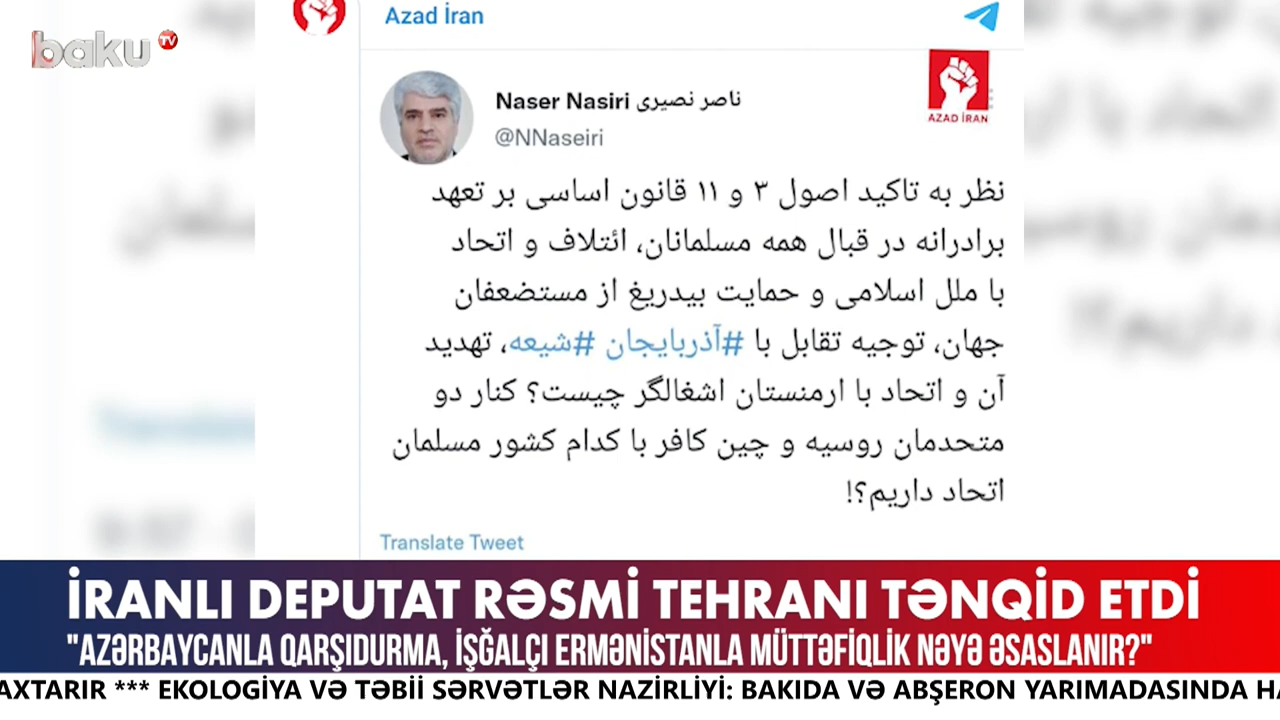 baku TV
Azad İran
AZAD İRAN
Naser Nasiri ناصر نصیری
@NNaseiri
نظر به تاکید اصول ۳ و ۱۱ قانون اساسی بر تعهد
برادرانه در قبال همه مسلمانان، ائتلاف و اتحاد
با ملل اسلامی و حمایت بیدریغ از مستضعفان
جهان، توجیه تقابل با #آذربایجان #شیعه، تهدید
آن و اتحاد با ارمنستان اشغالگر چیست؟ کنار دو
متحدمان روسیه و چین کافر با کدام کشور مسلمان
اتحاد داریم؟!
Translate Tweet
İRANLI DEPUTAT RƏSMİ TEHRANI TƏNQİD ETDİ
"AZƏRBAYCANLA QARŞIDURMA, İŞĞALÇI ERMƏNİSTANLA MÜTTƏFİQLİK NƏYƏ ƏSASLANIR?"
AXTARIR *** EKOLOGİYA VƏ TƏBİİ SƏRVƏTLƏR NAZİRLİYİ: BAKIDA VƏ ABŞERON YARIMADASINDA HA